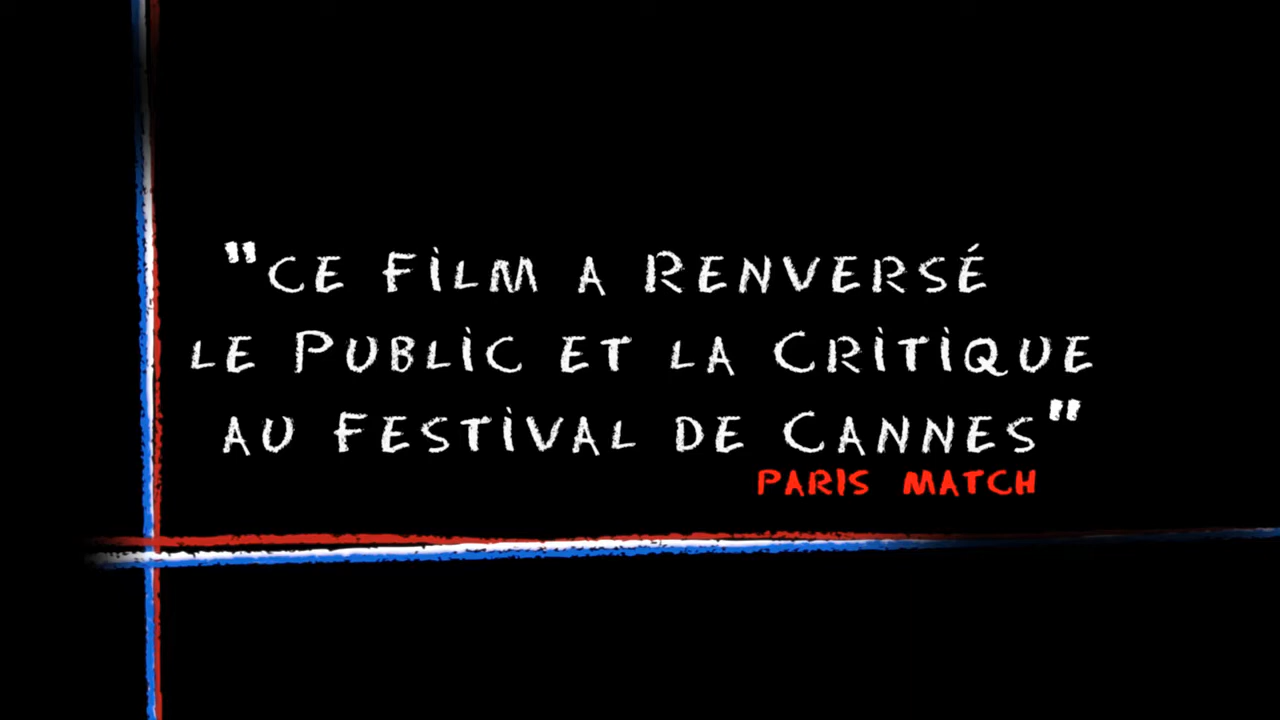 "CE FILM A RENVERSÉ
LE PUBLIC ET LA CRITIQUE
AU FESTIVAL DE CANNES"
PARIS MATCH